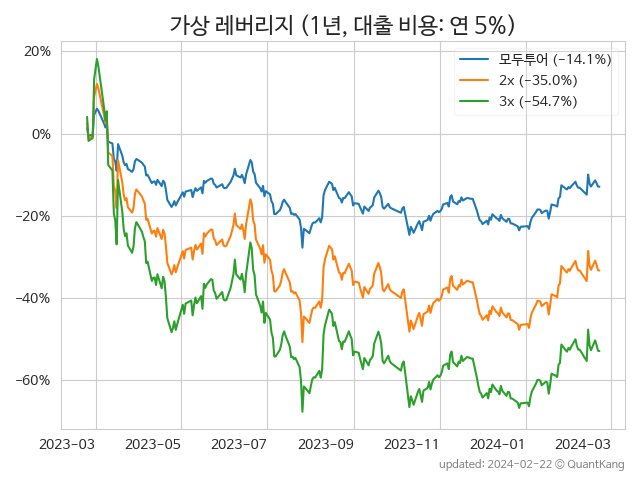 가상 레버리지 (1년, 대출 비용: 연 5%)
모두투어 (−14.1%)
2x (−35.0%)
3x (−54.7%)
20%
0%
−20%
−40%
−60%
2023-03 2023-05 2023-07 2023-09 2023-11 2024-01 2024-03
updated: 2024-02-22 ⓒ QuantKang